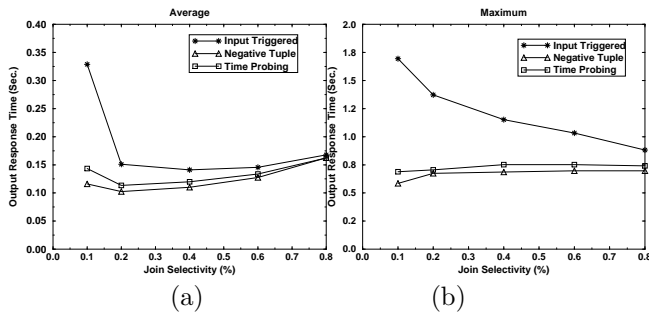 Average
Output Response Time (Sec.)
0.40
0.35
0.30
0.25
0.20
0.15
0.10
0.05
0.00
Input Triggered
Negative Tuple
Time Probing
0.0 0.1 0.2 0.3 0.4 0.5 0.6 0.7 0.8
Join Selectivity (%)
(a)
Maximum
Output Response Time (Sec.)
2.0
1.8
1.5
1.2
1.0
0.8
0.5
0.2
0.0
Input Triggered
Negative Tuple
Time Probing
0.0 0.1 0.2 0.3 0.4 0.5 0.6 0.7 0.8
Join Selectivity (%)
(b)